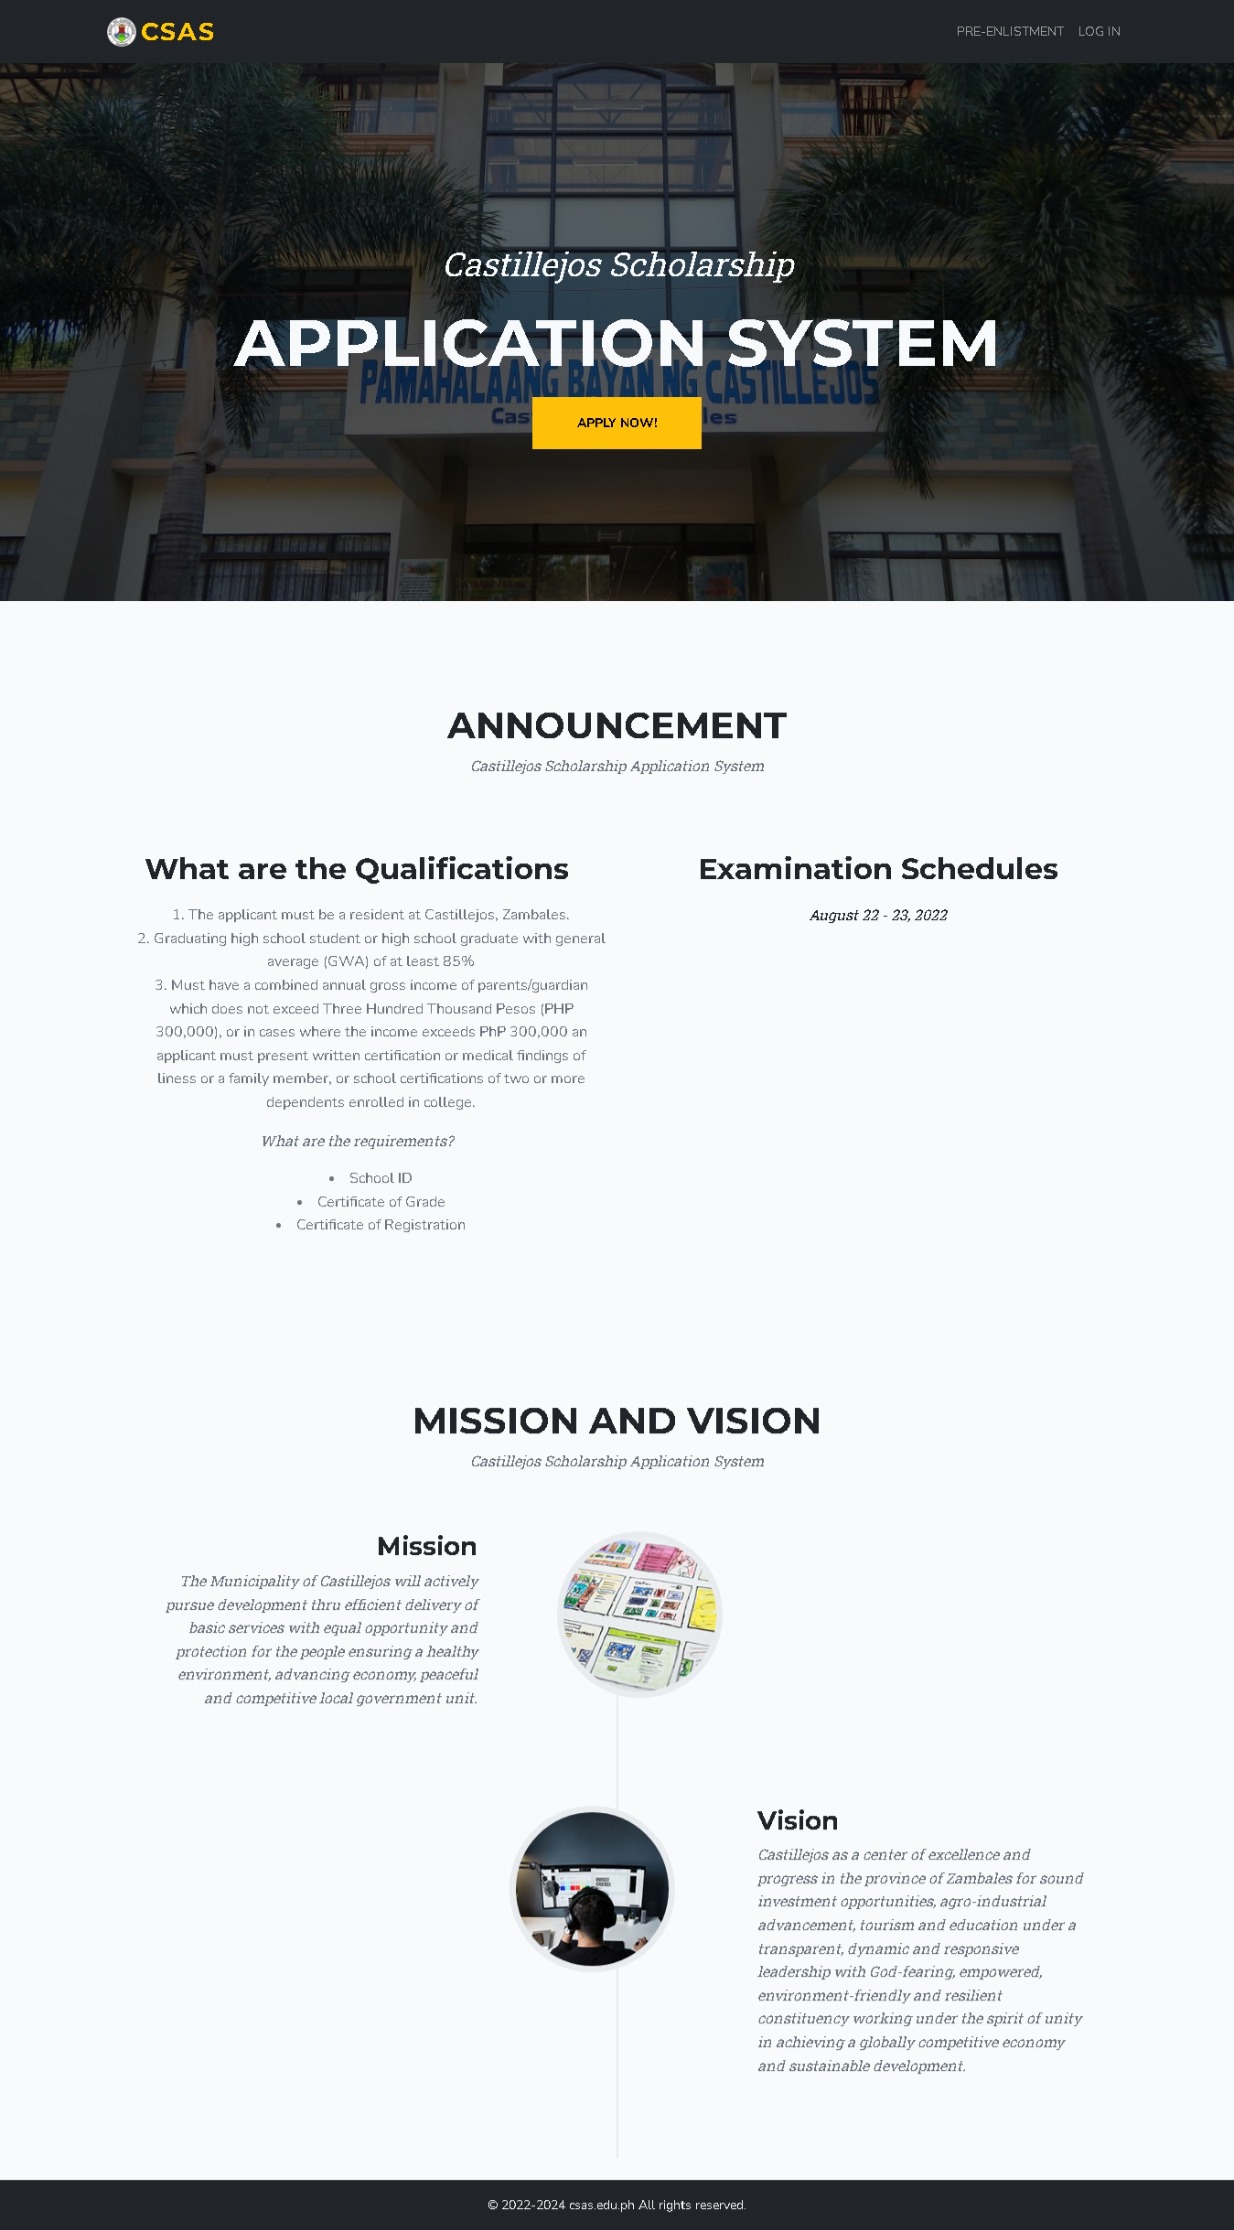 CSAS
PRE-ENLISTMENT LOG IN
Castillejos Scholarship
APPLICATION SYSTEM
PAMAHALAANG BAYAN NG CASTILLEJOS
APPLY NOW!
ANNOUNCEMENT
Castillejos Scholarship Application System
What are the Qualifications
1. The applicant must be a resident at Castillejos, Zambales.
2. Graduating high school student or high school graduate with general
average (GWA) of at least 85%
3. Must have a combined annual gross income of parents/guardian
which does not exceed Three Hundred Thousand Pesos (PHP
300,000), or in cases where the income exceeds PhP 300,000 an
applicant must present written certification or medical findings of
liness or a family member, or school certifications of two or more
dependents enrolled in college.
What are the requirements?
• School ID
• Certificate of Grade
• Certificate of Registration
Examination Schedules
August 22 - 23, 2022
MISSION AND VISION
Castillejos Scholarship Application System
Mission
The Municipality of Castillejos will actively
pursue development thru efficient delivery of
basic services with equal opportunity and
protection for the people ensuring a healthy
environment, advancing economy, peaceful
and competitive local government unit.
Vision
Castillejos as a center of excellence and
progress in the province of Zambales for sound
investment opportunities, agro-industrial
advancement, tourism and education under a
transparent, dynamic and responsive
leadership with God-fearing, empowered,
environment-friendly and resilient
constituency working under the spirit of unity
in achieving a globally competitive economy
and sustainable development.
© 2022-2024 csas.edu.ph All rights reserved.